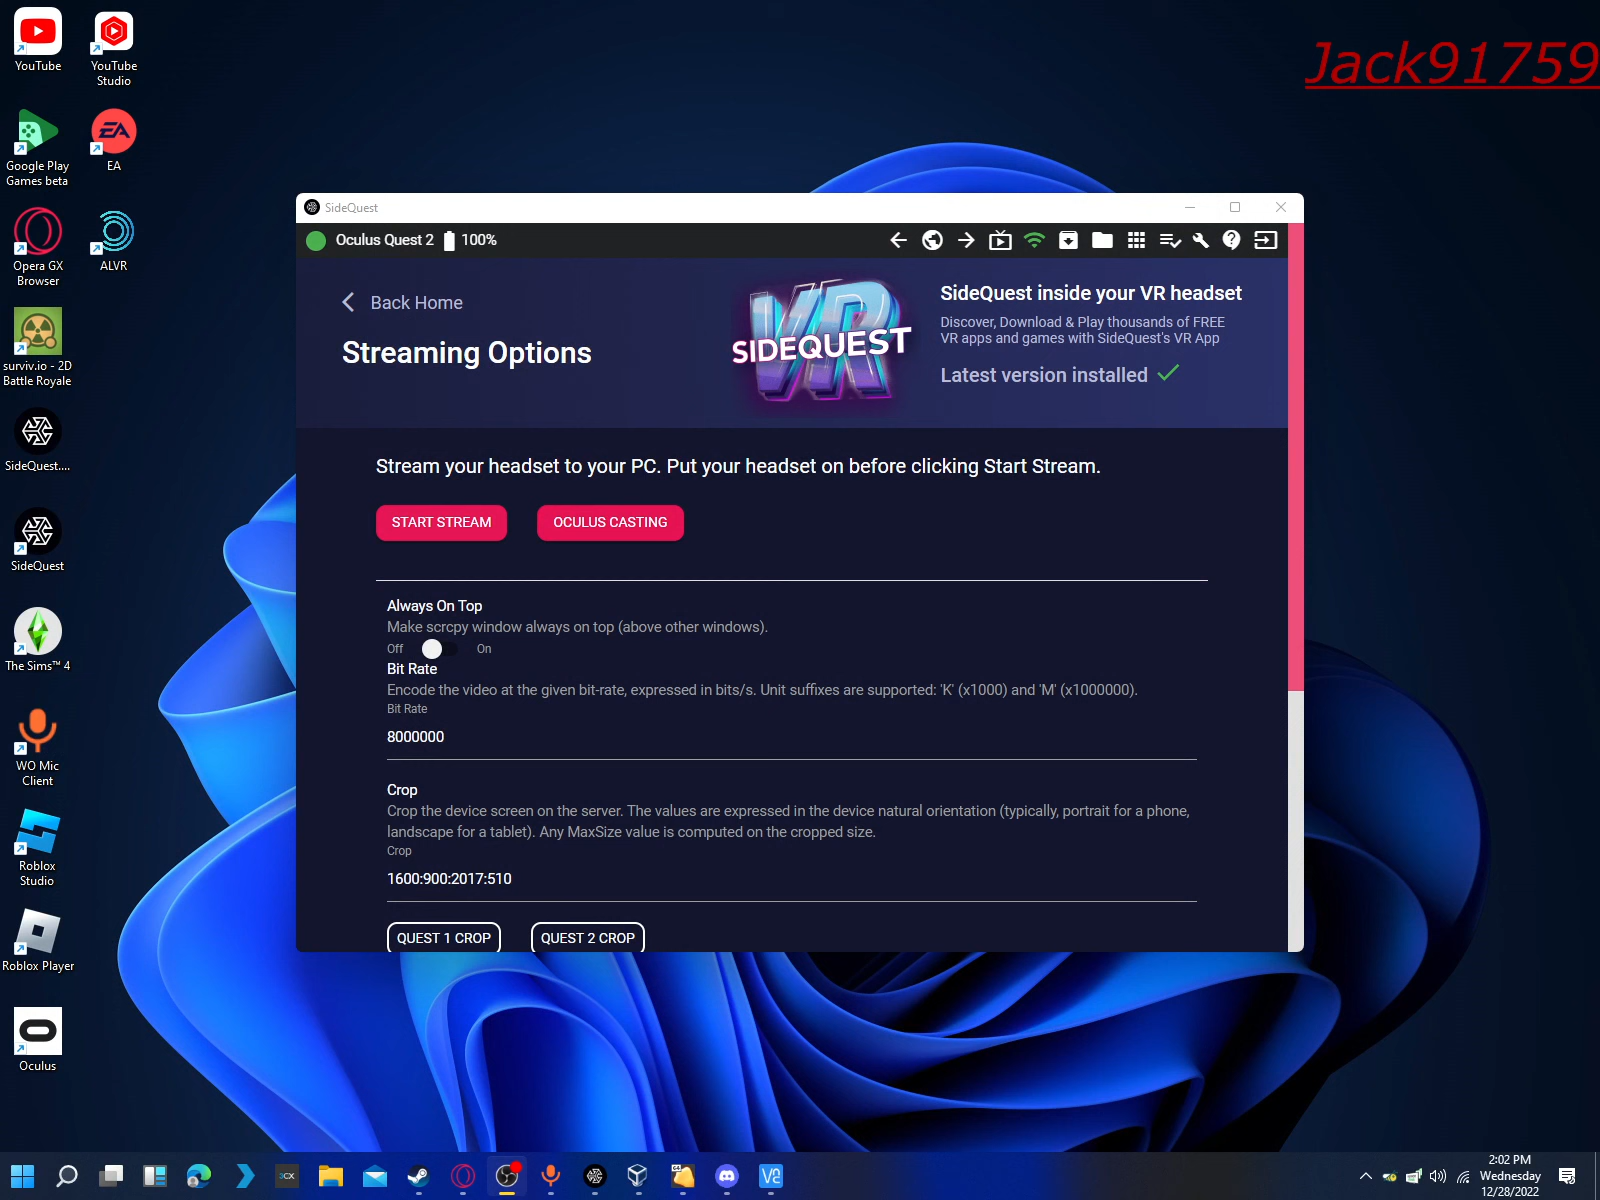 YouTube
YouTube
Studio
Jack91759
Google Play
Games beta
EA
EA
Opera GX
Browser
ALVR
surviv.io - 2D
Battle Royale
SideQuest....
SideQuest
The Sims™ 4
WO Mic
Client
Roblox
Studio
Roblox Player
Oculus
SideQuest
Oculus Quest 2 100%
Back Home
Streaming Options
VR
SIDEQUEST
SideQuest inside your VR headset
Discover, Download & Play thousands of FREE
VR apps and games with SideQuest's VR App
Latest version installed
Stream your headset to your PC. Put your headset on before clicking Start Stream.
START STREAM
OCULUS CASTING
Always On Top
Make scrcpy window always on top (above other windows).
Off On
Bit Rate
Encode the video at the given bit-rate, expressed in bits/s. Unit suffixes are supported: 'K' (x1000) and 'M' (x1000000).
Bit Rate
8000000
Crop
Crop the device screen on the server. The values are expressed in the device natural orientation (typically, portrait for a phone,
landscape for a tablet). Any MaxSize value is computed on the cropped size.
Crop
1600:900:2017:510
QUEST 1 CROP
QUEST 2 CROP
64
2:02 PM
Wednesday
12/28/2022